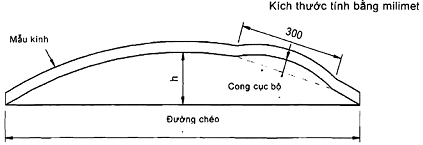 Kích thước tính bằng milimet
300
Mẫu kính
h
Cong cục bộ
Đường chéo